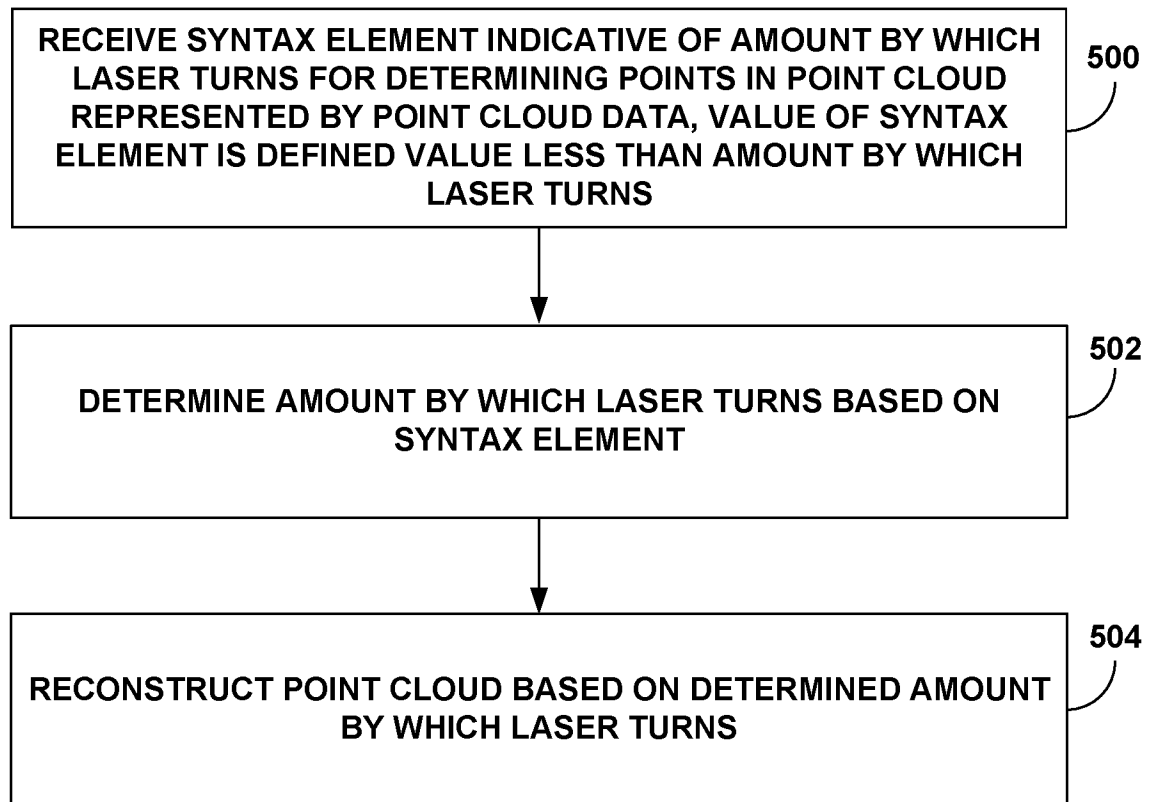 RECEIVE SYNTAX ELEMENT INDICATIVE OF AMOUNT BY WHICH
LASER TURNS FOR DETERMINING POINTS IN POINT CLOUD
REPRESENTED BY POINT CLOUD DATA, VALUE OF SYNTAX
ELEMENT IS DEFINED VALUE LESS THAN AMOUNT BY WHICH
LASER TURNS
500
DETERMINE AMOUNT BY WHICH LASER TURNS BASED ON
SYNTAX ELEMENT
502
RECONSTRUCT POINT CLOUD BASED ON DETERMINED AMOUNT
BY WHICH LASER TURNS
504